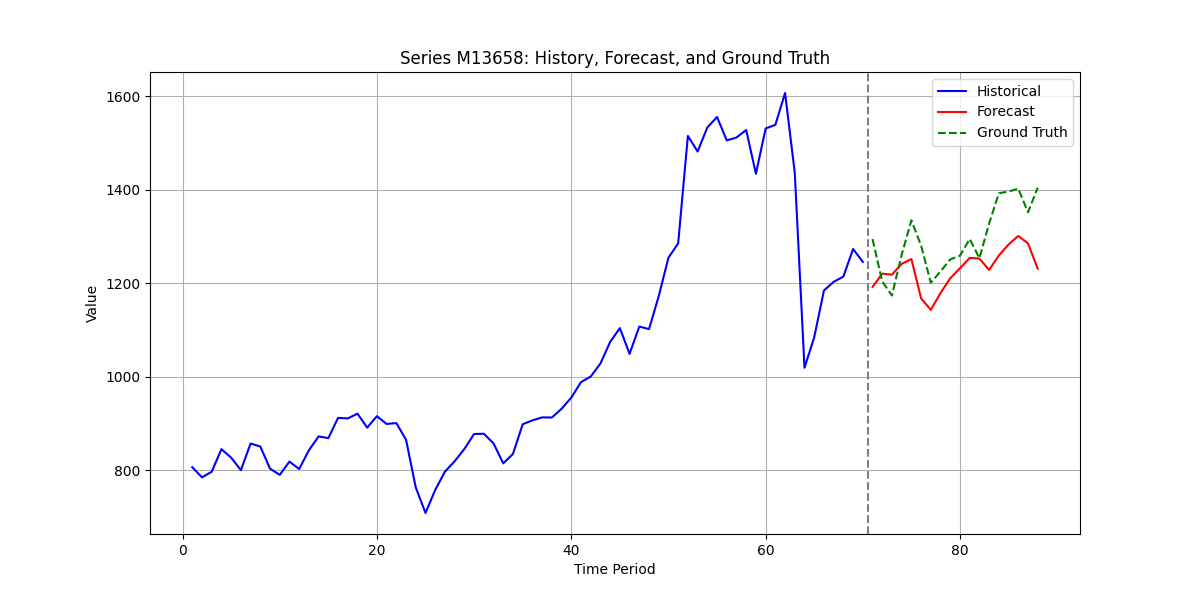 Series M13658: History, Forecast, and Ground Truth
Historical
Forecast
Ground Truth
Value
1600
1400
1200
1000
800
0
20
40
60
80
Time Period